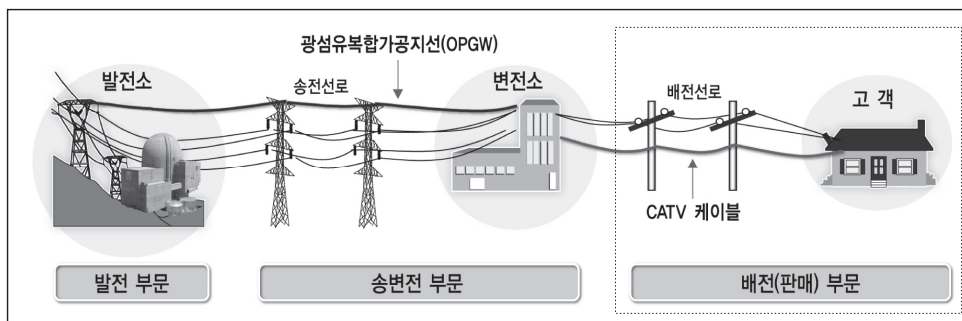 광섬유복합가공지선(OPGW)
발전소
송전선로
변전소
배전선로
고 객
CATV 케이블
발전 부문
송변전 부문
배전(판매) 부문